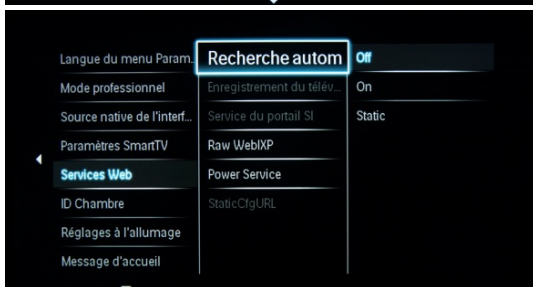 Langue du menu Param.
Mode professionnel
Source native de l'interf...
Paramètres SmartTV
Services Web
ID Chambre
Réglages à l'allumage
Message d'accueil
Recherche autom
Enregistrement du télév...
Service du portail SI
Raw WebIXP
Power Service
StaticCfgURL
Off
On
Static